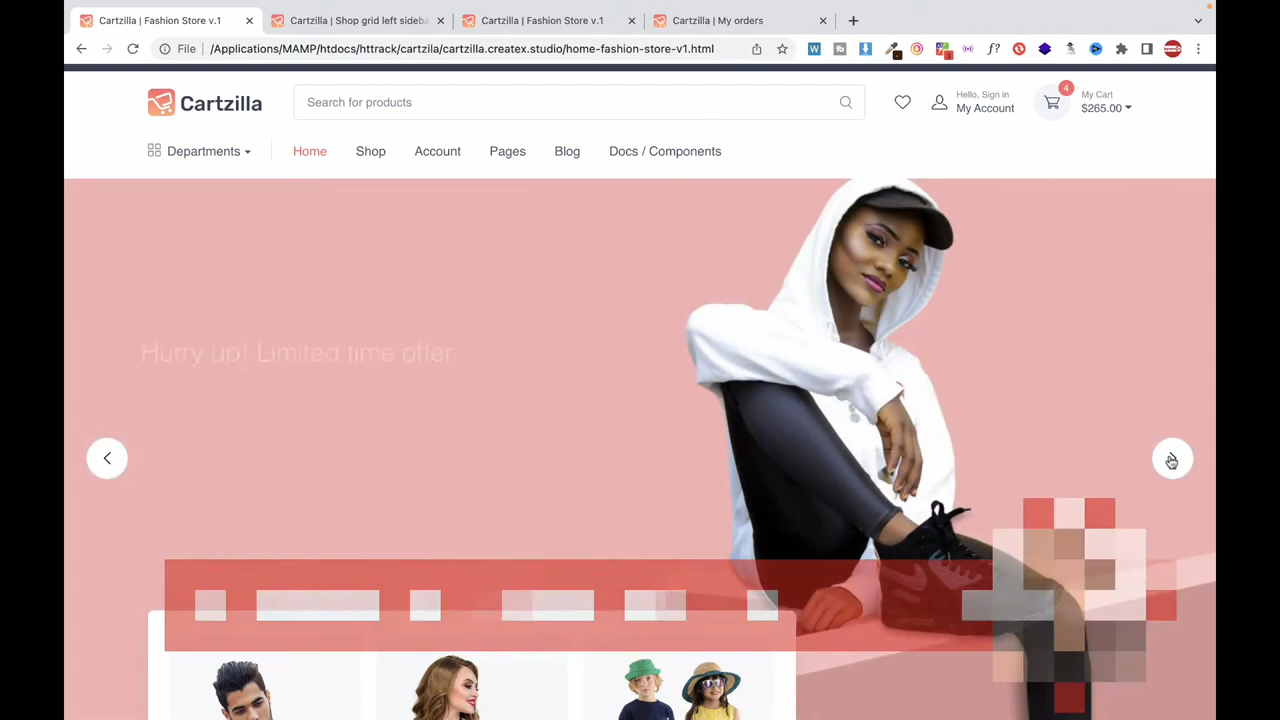 Cartzilla | Fashion Store v.1
Cartzilla | Shop grid left sideba
Cartzilla | Fashion Store v.1
Cartzilla | My orders
File
/Applications/MAMP/htdocs/httrack/cartzila/cartzilla.createx.studio/home-fashion-store-v1.html
Cartzilla
Search for products
Hello, Sign in
My Account
4
My Cart
$265.00
Departments
Home
Shop
Account
Pages
Blog
Docs / Components
Hurry up! Limited time offer